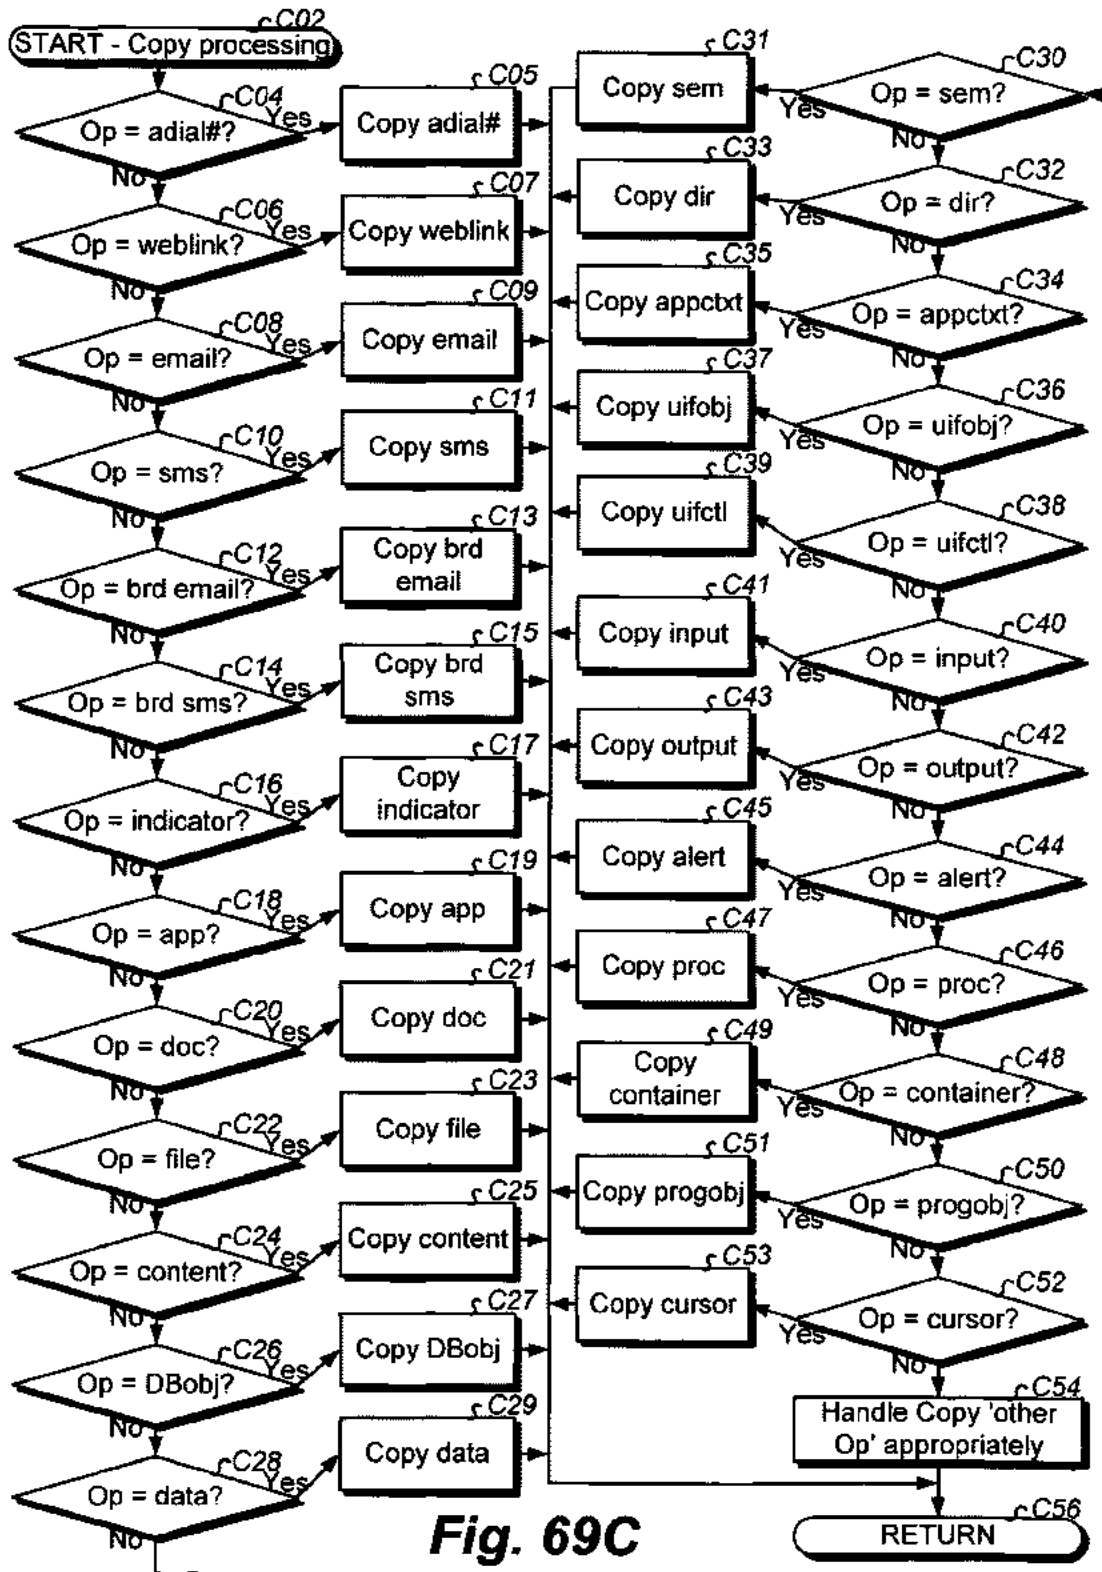 C02
START - Copy processing
C04
Op = adial#?
Yes
No
C05
Copy adial#
C06
Op = weblink?
Yes
No
C07
Copy weblink
C08
Op = email?
Yes
No
C09
Copy email
C10
Op = sms?
Yes
No
C11
Copy sms
C12
Op = brd email?
Yes
No
C13
Copy brd
email
C14
Op = brd sms?
Yes
No
C15
Copy brd
sms
C16
Op = indicator?
Yes
No
C17
Copy
indicator
C18
Op = app?
Yes
No
C19
Copy app
C20
Op = doc?
Yes
No
C21
Copy doc
C22
Op = file?
Yes
No
C23
Copy file
C24
Op = content?
Yes
No
C25
Copy content
C26
Op = DBobj?
Yes
No
C27
Copy DBobj
C28
Op = data?
Yes
No
C29
Copy data
C30
Op = sem?
Yes
No
C31
Copy sem
C32
Op = dir?
Yes
No
C33
Copy dir
C34
Op = appctxt?
Yes
No
C35
Copy appctxt
C36
Op = uifobj?
Yes
No
C37
Copy uifobj
C38
Op = uifctl?
Yes
No
C39
Copy uifctl
C40
Op = input?
Yes
No
C41
Copy input
C42
Op = output?
Yes
No
C43
Copy output
C44
Op = alert?
Yes
No
C45
Copy alert
C46
Op = proc?
Yes
No
C47
Copy proc
C48
Op = container?
Yes
No
C49
Copy
container
C50
Op = progobj?
Yes
No
C51
Copy progobj
C52
Op = cursor?
Yes
No
C53
Copy cursor
C54
Handle Copy 'other
Op' appropriately
C56
RETURN
Fig. 69C